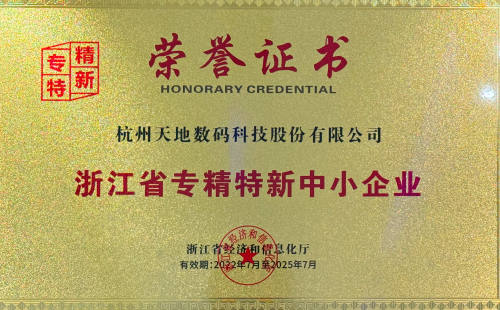 专精
特新
荣誉证书
HONORARY CREDENTIAL
杭州天地数码科技股份有限公司
浙江省专精特新中小企业
浙江省经济和信息化厅
有效期:2022年7月至2025年7月